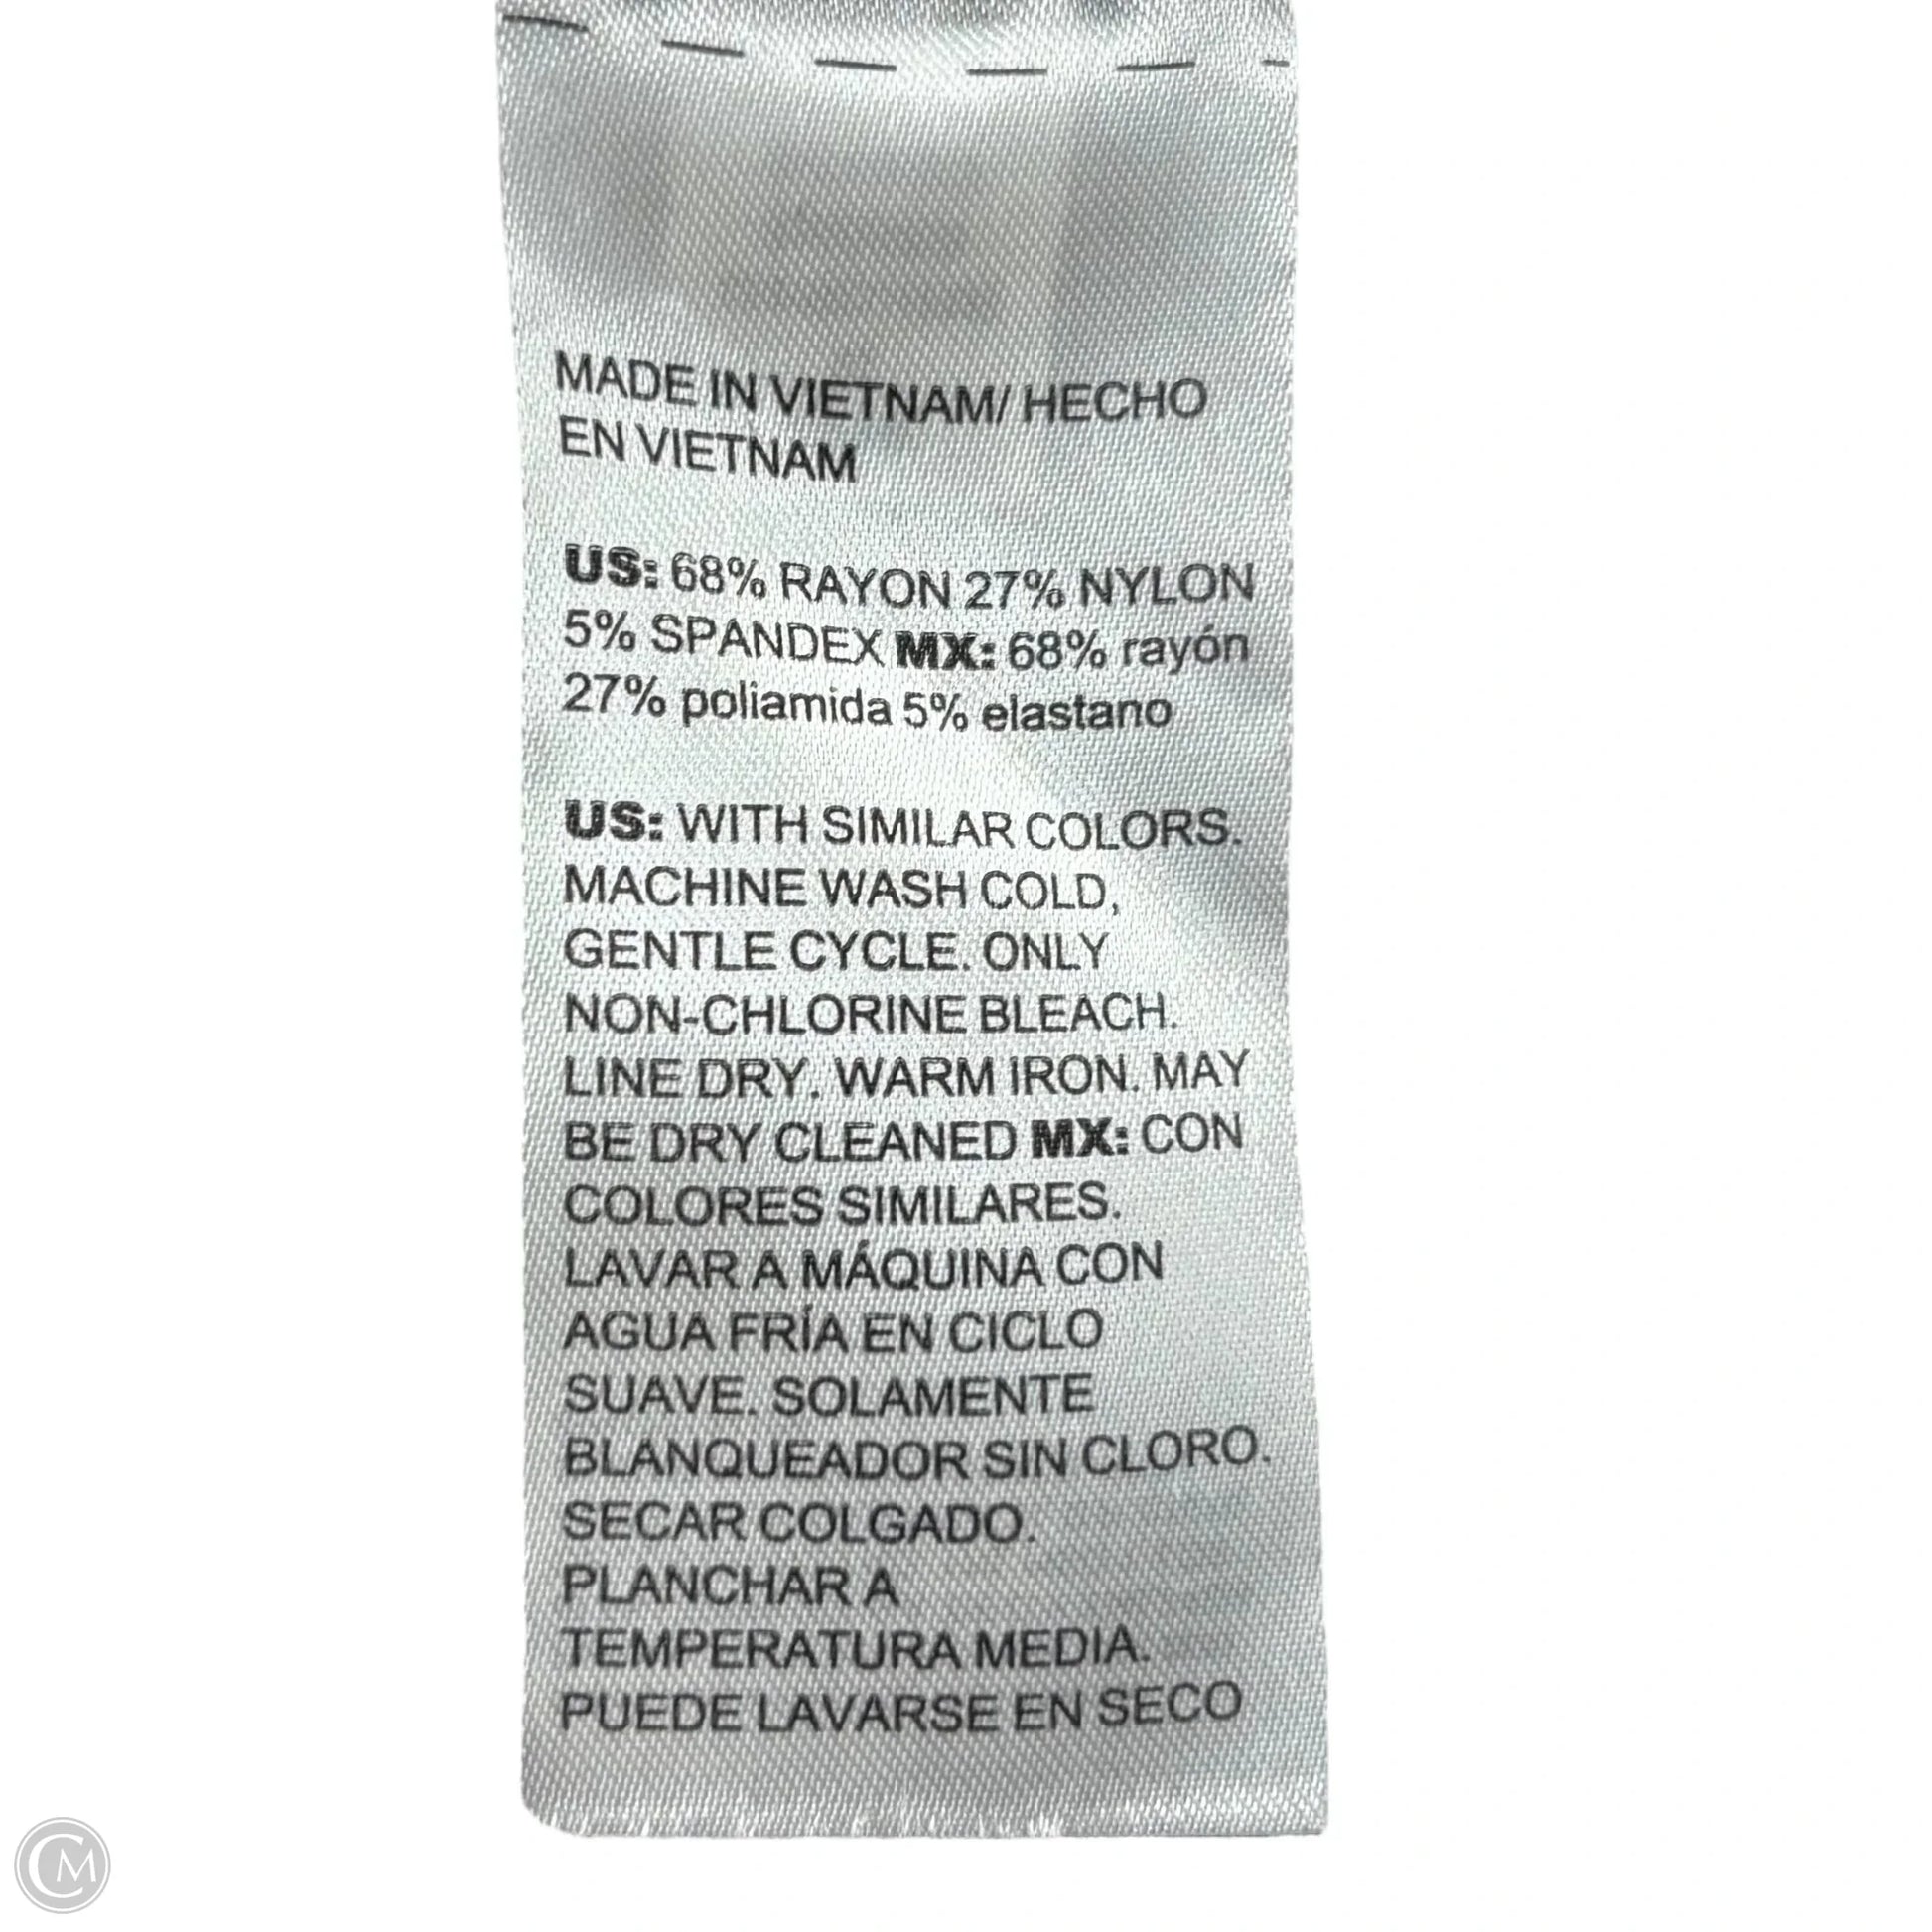 MADE IN VIETNAM/ HECHO
EN VIETNAM
US: 68% RAYON 27% NYLON
5% SPANDEX MX: 68% rayón
27% poliamida 5% elastano
US: WITH SIMILAR COLORS.
MACHINE WASH COLD,
GENTLE CYCLE. ONLY
NON-CHLORINE BLEACH.
LINE DRY. WARM IRON. MAY
BE DRY CLEANED MX: CON
COLORES SIMILARES.
LAVAR A MÁQUINA CON
AGUA FRÍA EN CICLO
SUAVE. SOLAMENTE
BLANQUEADOR SIN CLORO.
SECAR COLGADO.
PLANCHAR A
TEMPERATURA MEDIA.
PUEDE LAVARSE EN SECO
CM